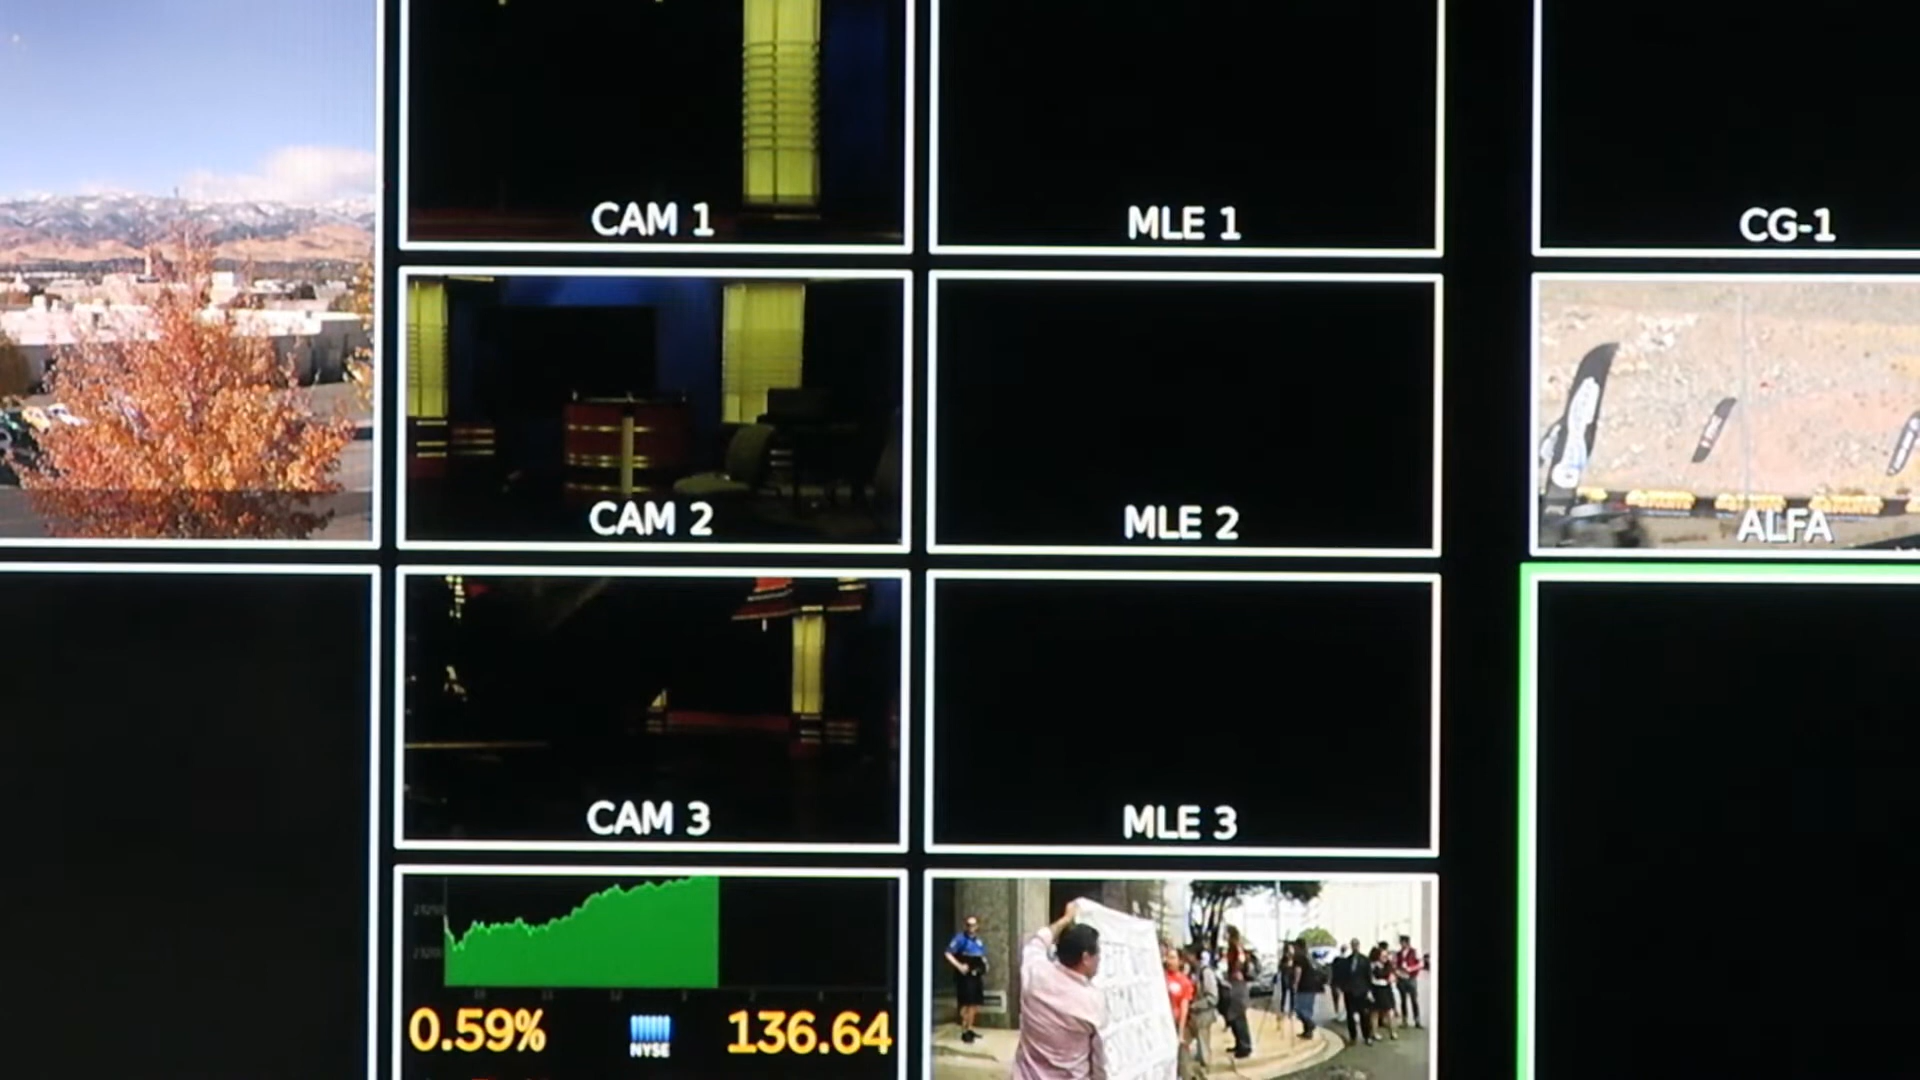 CAM 1
MLE 1
CG-1
CAM 2
MLE 2
ALFA
CAM 3
MLE 3
0.59%
NYSE
136.64